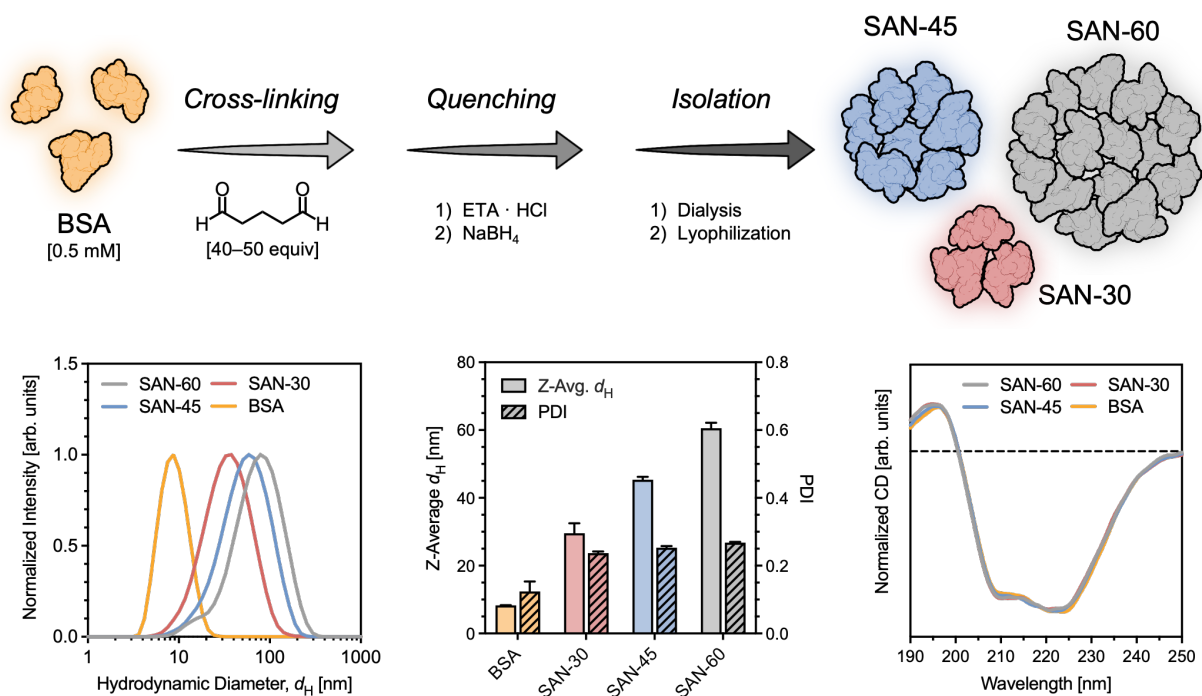 SAN-45
SAN-60
Cross-linking
Quenching
Isolation
BSA
[0.5 mM]
O
O
H
H
[40–50 equiv]
1) ETA · HCl
2) NaBH₄
1) Dialysis
2) Lyophilization
SAN-30
1.5
1.0
0.5
0.0
Normalized Intensity [arb. units]
SAN-60
SAN-30
SAN-45
BSA
1
10
100
1000
Hydrodynamic Diameter, dH [nm]
80
60
40
20
0
Z-Average dH [nm]
Z-Avg. dH
PDI
0.8
0.6
0.4
0.2
0.0
PDI
BSA
SAN-30
SAN-45
SAN-60
Normalized CD [arb. units]
SAN-60
SAN-30
SAN-45
BSA
190
200
210
220
230
240
250
Wavelength [nm]